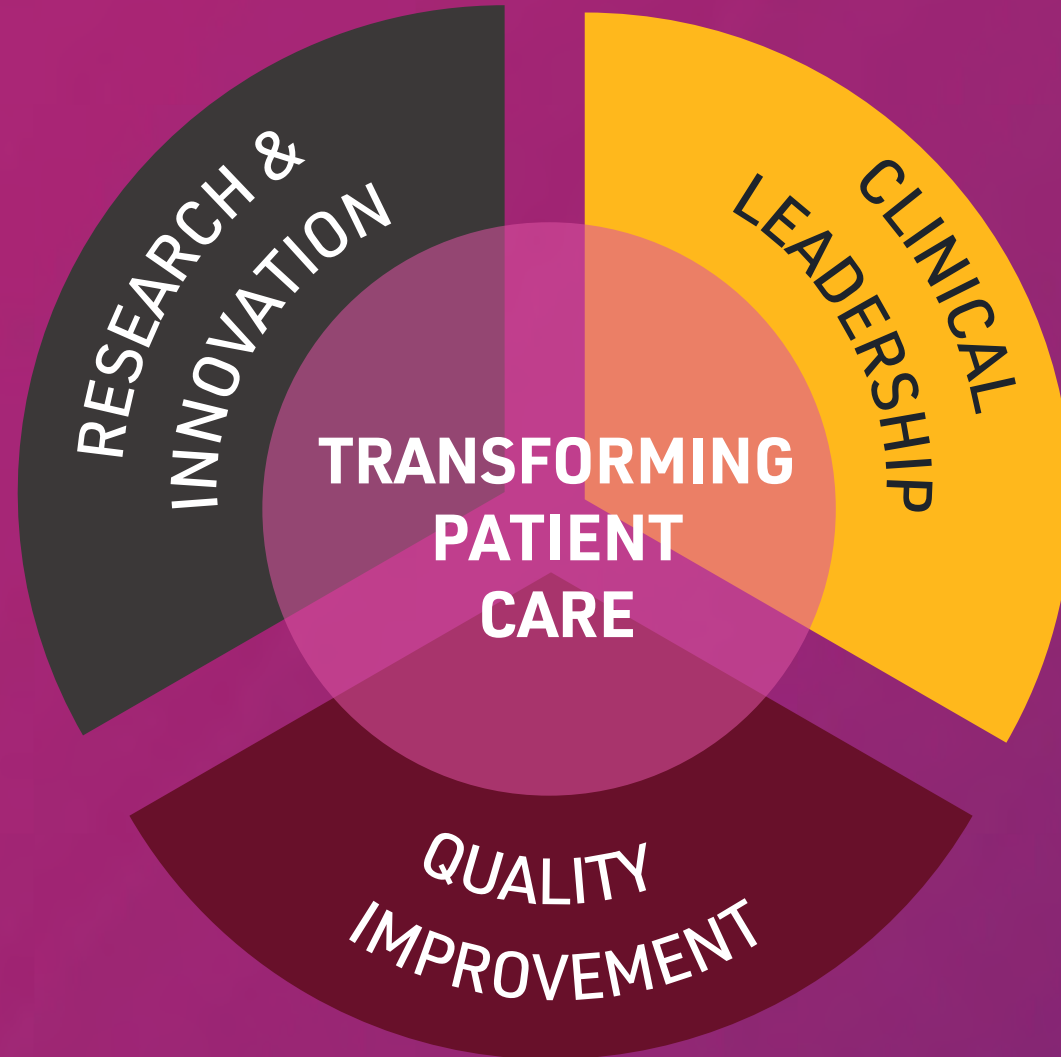 RESEARCH &
INNOVATION
CLINICAL
LEADERSHIP
TRANSFORMING
PATIENT
CARE
QUALITY
IMPROVEMENT